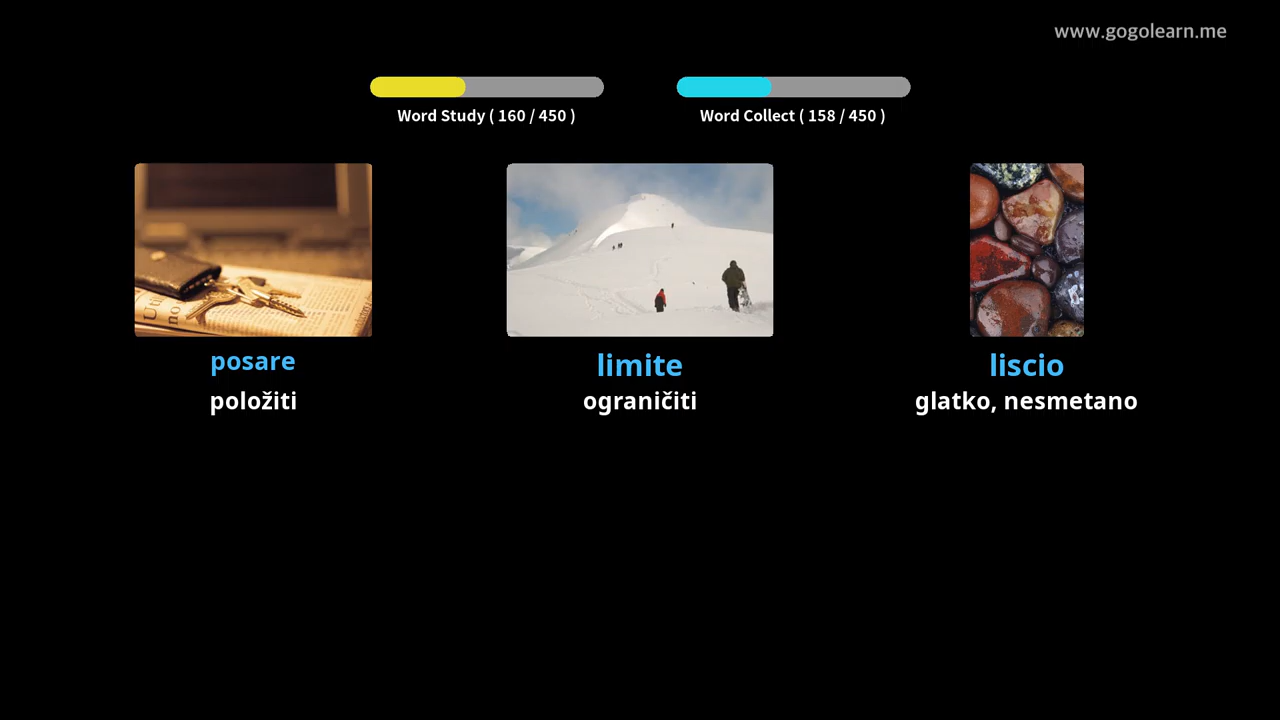 www.gogolearn.me
Word Study ( 160 / 450 )
Word Collect ( 158 / 450 )
posare
limite
liscio
položiti
ograničiti
glatko, nesmetano